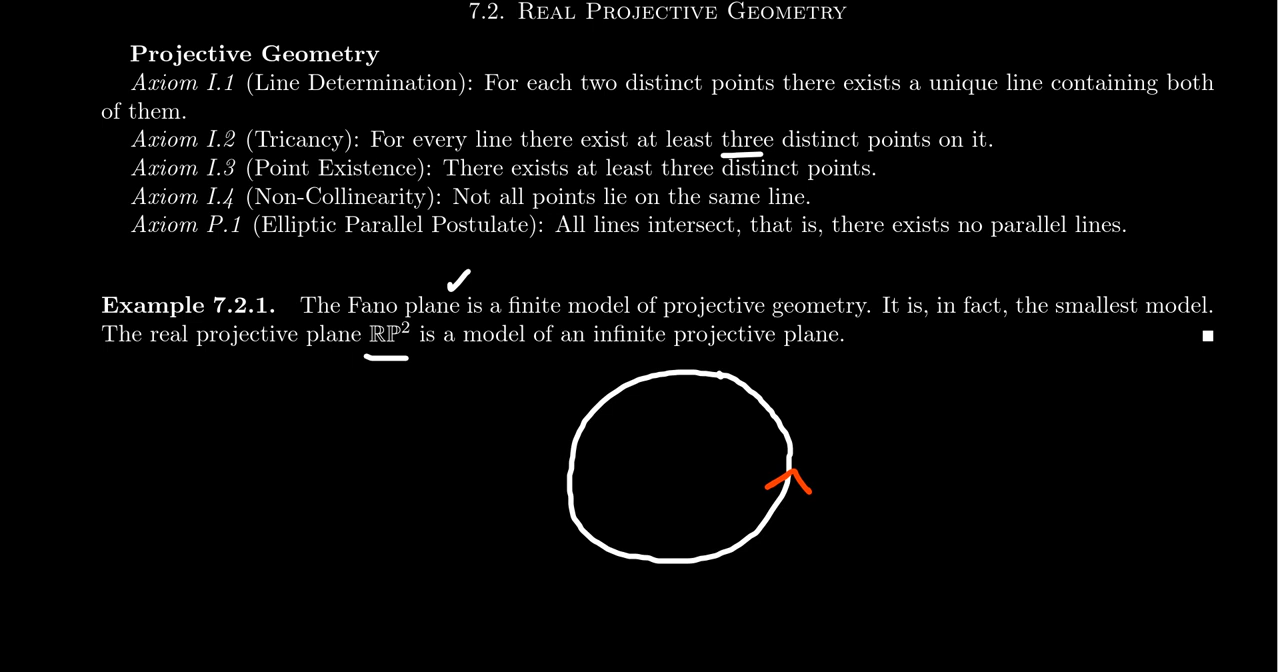 7.2. Real Projective Geometry
Projective Geometry
Axiom I.1 (Line Determination): For each two distinct points there exists a unique line containing both
of them.
Axiom I.2 (Tricancy): For every line there exist at least three distinct points on it.
Axiom I.3 (Point Existence): There exists at least three distinct points.
Axiom I.4 (Non-Collinearity): Not all points lie on the same line.
Axiom P.1 (Elliptic Parallel Postulate): All lines intersect, that is, there exists no parallel lines.
Example 7.2.1. The Fano plane is a finite model of projective geometry. It is, in fact, the smallest model.
The real projective plane ℝℙ² is a model of an infinite projective plane.